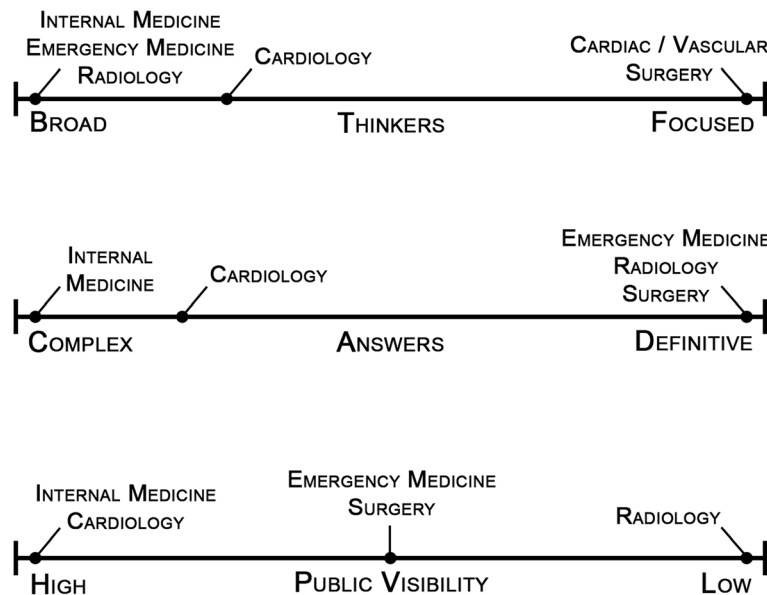 Internal Medicine
Emergency Medicine
Radiology
Cardiology
Cardiac / Vascular
Surgery
Broad
Thinkers
Focused
Internal
Medicine
Cardiology
Emergency Medicine
Radiology
Surgery
Complex
Answers
Definitive
Internal Medicine
Cardiology
Emergency Medicine
Surgery
Radiology
High
Public Visibility
Low